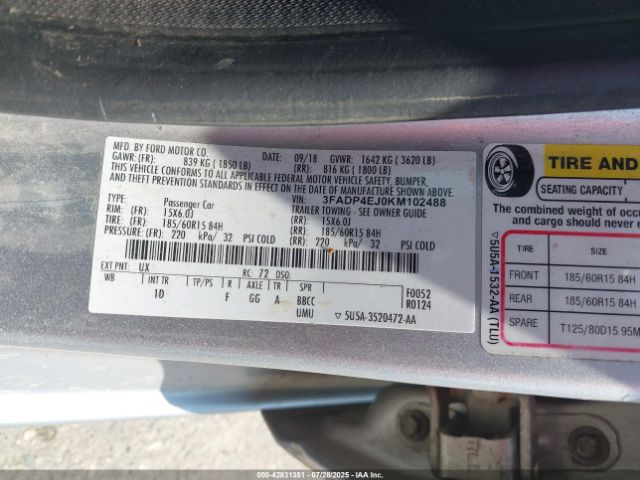 MFD. BY FORD MOTOR CO.
DATE: 09/18 GVWR: 1642 KG ( 3620 LB)
GAWR: (FR): 839 KG ( 1850 LB) (RR): 816 KG ( 1800 LB)
THIS VEHICLE CONFORMS TO ALL APPLICABLE FEDERAL MOTOR VEHICLE SAFETY, BUMPER,
AND THEFT PREVENTION STANDARDS IN EFFECT ON THE DATE OF MANUFACTURE SHOWN ABOVE.
VIN: 3FADP4EJ0KM102488
TYPE: Passenger Car TRAILER TOWING - SEE OWNER GUIDE
RIM: (FR): 15X6.0J (RR): 15X6.0J
TIRE: (FR): 185/60R15 84H (RR): 185/60R15 84H
PRESSURE: (FR): 220 kPa/ 32 PSI COLD (RR): 220 kPa/ 32 PSI COLD
EXT PNT: UX RC: 72 DSO:
WB INT TR TP/PS R AXLE TR SPR
1D F GG A BBCC F0052
UMU R0124
▽ 5U5A-3520472-AA
TIRE AND
SEATING CAPACITY
The combined weight of occ
and cargo should never
TIRE SIZE
FRONT 185/60R15 84H
REAR 185/60R15 84H
SPARE T125/80D15 95M
▽5U5A-1532-AA (TLU)
000-42831351 - 07/28/2025 - IAAI.COM